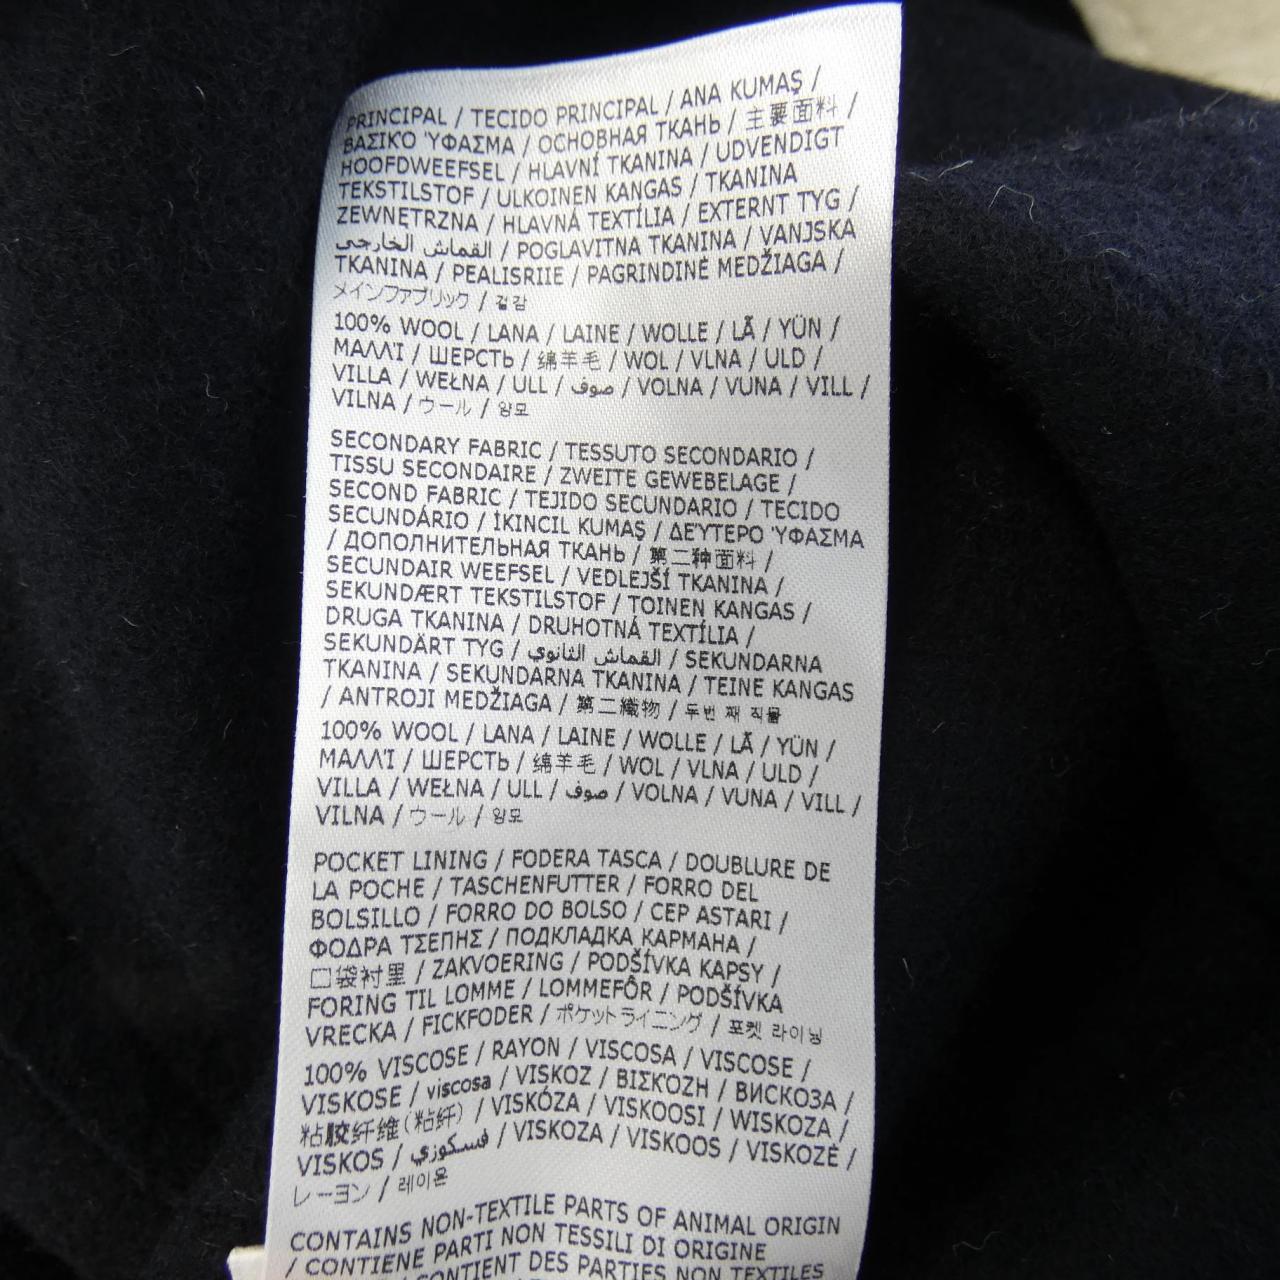 PRINCIPAL / TECIDO PRINCIPAL / ANA KUMAŞ /
ΒΑΣΙΚΟ ΎΦΑΣΜΑ / ОСНОВНАЯ ТКАНЬ / 主要面料 /
HOOFDWEEFSEL / HLAVNÍ TKANINA / UDVENDIGT
TEKSTILSTOF / ULKOINEN KANGAS / TKANINA
ZEWNĘTRZNA / HLAVNÁ TEXTÍLIA / EXTERNT TYG /
القماش الخارجي / POGLAVITNA TKANINA / VANJSKA
TKANINA / PEALISRIIE / PAGRINDINĖ MEDŽIAGA /
メインファブリック / 겉감
100% WOOL / LANA / LAINE / WOLLE / LÃ / YÜN /
ΜΑΛΛΊ / ШЕРСТЬ / 绵羊毛 / WOL / VLNA / ULD /
VILLA / WEŁNA / ULL / صوف / VOLNA / VUNA / VILL /
VILNA / ウール / 양모
SECONDARY FABRIC / TESSUTO SECONDARIO /
TISSU SECONDAIRE / ZWEITE GEWEBELAGE /
SECOND FABRIC / TEJIDO SECUNDARIO / TECIDO
SECUNDÁRIO / İKINCIL KUMAŞ / ΔΕΎΤΕΡΟ ΎΦΑΣΜΑ
/ ДОПОЛНИТЕЛЬНАЯ ТКАНЬ / 第二种面料 /
SECUNDAIR WEEFSEL / VEDLEJŠÍ TKANINA /
SEKUNDÆRT TEKSTILSTOF / TOINEN KANGAS /
DRUGA TKANINA / DRUHOTNÁ TEXTÍLIA /
SEKUNDÄRT TYG / القماش الثانوي / SEKUNDARNA
TKANINA / SEKUNDARNA TKANINA / TEINE KANGAS
/ ANTROJI MEDŽIAGA / 第二織物 / 두번 째 직물
100% WOOL / LANA / LAINE / WOLLE / LÃ / YÜN /
ΜΑΛΛΊ / ШЕРСТЬ / 绵羊毛 / WOL / VLNA / ULD /
VILLA / WEŁNA / ULL / صوف / VOLNA / VUNA / VILL /
VILNA / ウール / 양모
POCKET LINING / FODERA TASCA / DOUBLURE DE
LA POCHE / TASCHENFUTTER / FORRO DEL
BOLSILLO / FORRO DO BOLSO / CEP ASTARI /
ΦΟΔΡΑ ΤΣΕΠΗΣ / ПОДКЛАДКА КАРМАНА /
口袋衬里 / ZAKVOERING / PODŠÍVKA KAPSY /
FORING TIL LOMME / LOMMEFÔR / PODŠÍVKA
VRECKA / FICKFODER / ポケットライニング / 포켓 라이닝
100% VISCOSE / RAYON / VISCOSA / VISCOSE /
VISKOSE / viscosa / VISKOZ / ΒΙΣΚΌΖΗ / ВИСКОЗА /
粘胶纤维(粘纤) / VISKÓZA / VISKOOSI / WISKOZA /
VISKOS / فسكوزي / VISKOZA / VISKOOS / VISKOZĖ /
レーヨン / 레이온
CONTAINS NON-TEXTILE PARTS OF ANIMAL ORIGIN
/ CONTIENE PARTI NON TESSILI DI ORIGINE
CONTIENT DES PARTIES NON TEXTILES